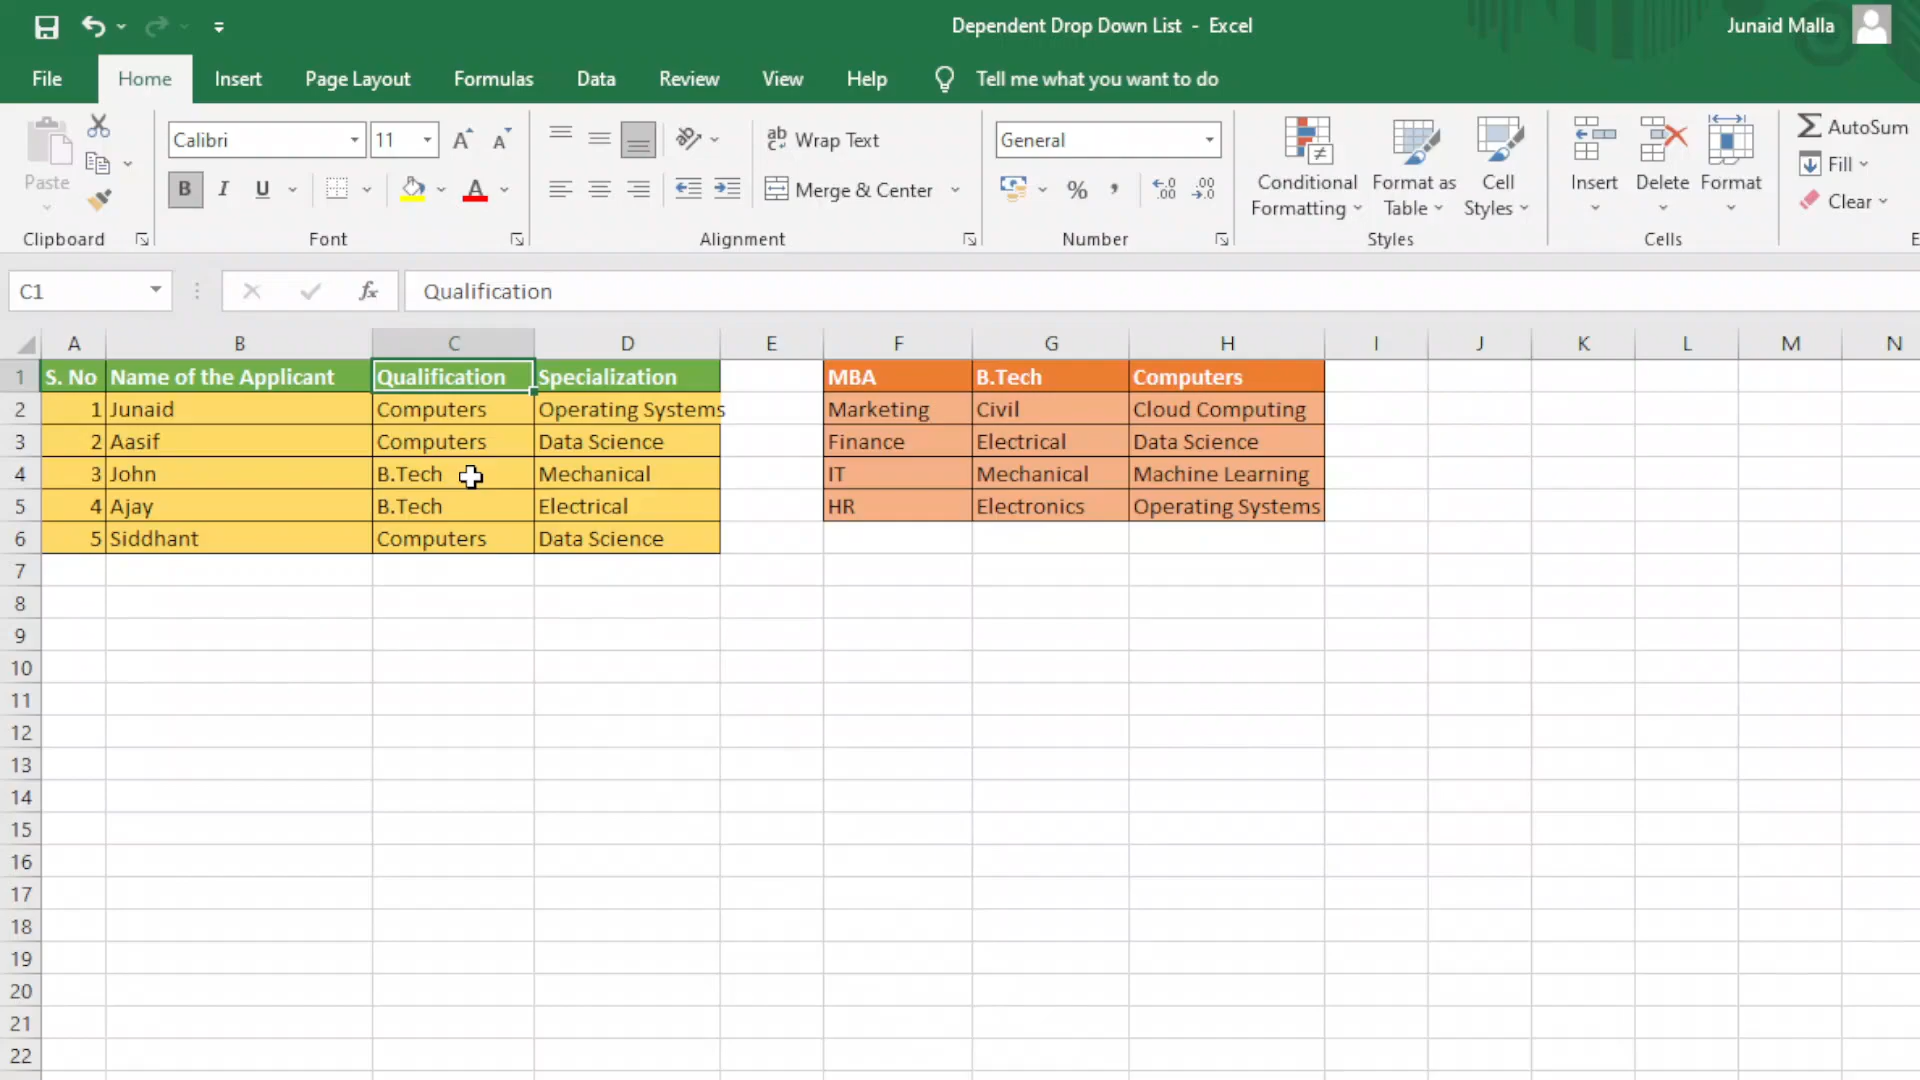 Dependent Drop Down List - Excel
Junaid Malla
File Home Insert Page Layout Formulas Data Review View Help Tell me what you want to do
Paste
Clipboard
Calibri 11
B I U
Font
Wrap Text
Merge & Center
Alignment
General
% ,
Number
Conditional Formatting
Format as Table
Cell Styles
Styles
Insert
Delete
Format
Cells
AutoSum
Fill
Clear
C1 fx Qualification
A B C D E F G H I J K L M N
1 S. No Name of the Applicant Qualification Specialization MBA B.Tech Computers
2 1 Junaid Computers Operating Systems Marketing Civil Cloud Computing
3 2 Aasif Computers Data Science Finance Electrical Data Science
4 3 John B.Tech Mechanical IT Mechanical Machine Learning
5 4 Ajay B.Tech Electrical HR Electronics Operating Systems
6 5 Siddhant Computers Data Science
7
8
9
10
11
12
13
14
15
16
17
18
19
20
21
22